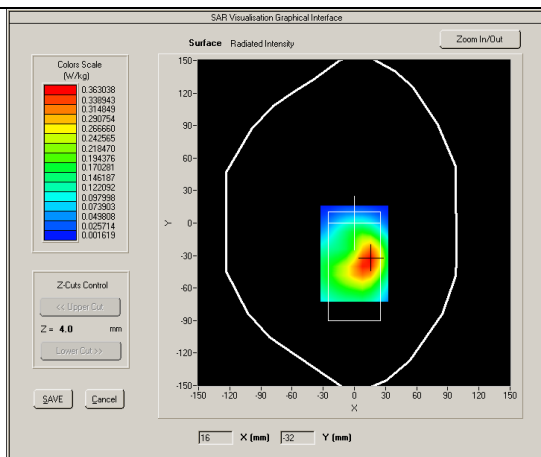 SAR Visualisation Graphical Interface
Surface Radiated Intensity
Zoom In/Out
Colors Scale
(W/kg)
0.363038
0.338943
0.314849
0.290754
0.266660
0.242565
0.218470
0.194376
0.170281
0.146187
0.122092
0.097998
0.073903
0.049808
0.025714
0.001619
Z-Cuts Control
<< Upper Cut
Z = 4.0 mm
Lower Cut >>
SAVE Cancel
150
120
90
60
30
0
-30
-60
-90
-120
-150
Y
-150 -120 -90 -60 -30 0 30 60 90 120 150
X
16 X (mm) -32 Y (mm)